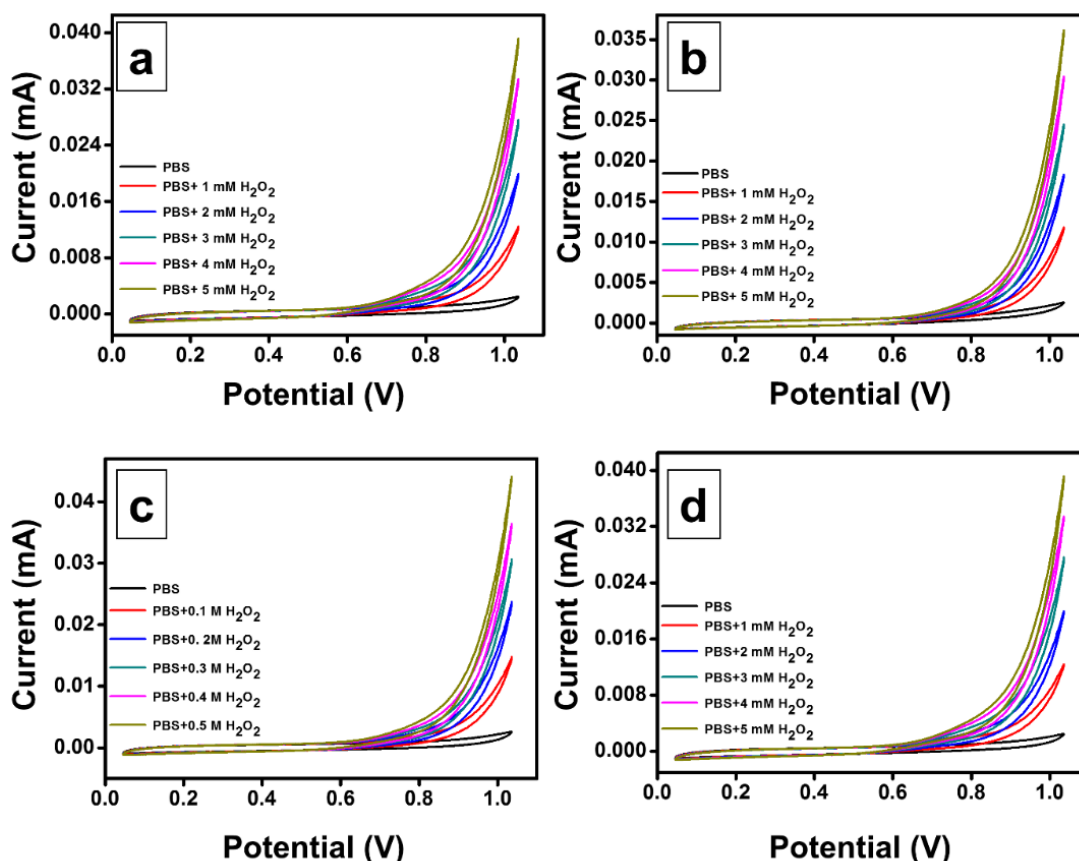 a
Current (mA)
0.040
0.032
0.024
0.016
0.008
0.000
PBS
PBS+ 1 mM H₂O₂
PBS+ 2 mM H₂O₂
PBS+ 3 mM H₂O₂
PBS+ 4 mM H₂O₂
PBS+ 5 mM H₂O₂
0.0 0.2 0.4 0.6 0.8 1.0
Potential (V)
b
Current (mA)
0.035
0.030
0.025
0.020
0.015
0.010
0.005
0.000
PBS
PBS+ 1 mM H₂O₂
PBS+ 2 mM H₂O₂
PBS+ 3 mM H₂O₂
PBS+ 4 mM H₂O₂
PBS+ 5 mM H₂O₂
0.0 0.2 0.4 0.6 0.8 1.0
Potential (V)
c
Current (mA)
0.04
0.03
0.02
0.01
0.00
PBS
PBS+0.1 M H₂O₂
PBS+0. 2M H₂O₂
PBS+0.3 M H₂O₂
PBS+0.4 M H₂O₂
PBS+0.5 M H₂O₂
0.0 0.2 0.4 0.6 0.8 1.0
Potential (V)
d
Current (mA)
0.040
0.032
0.024
0.016
0.008
0.000
PBS
PBS+1 mM H₂O₂
PBS+2 mM H₂O₂
PBS+3 mM H₂O₂
PBS+4 mM H₂O₂
PBS+5 mM H₂O₂
0.0 0.2 0.4 0.6 0.8 1.0
Potential (V)